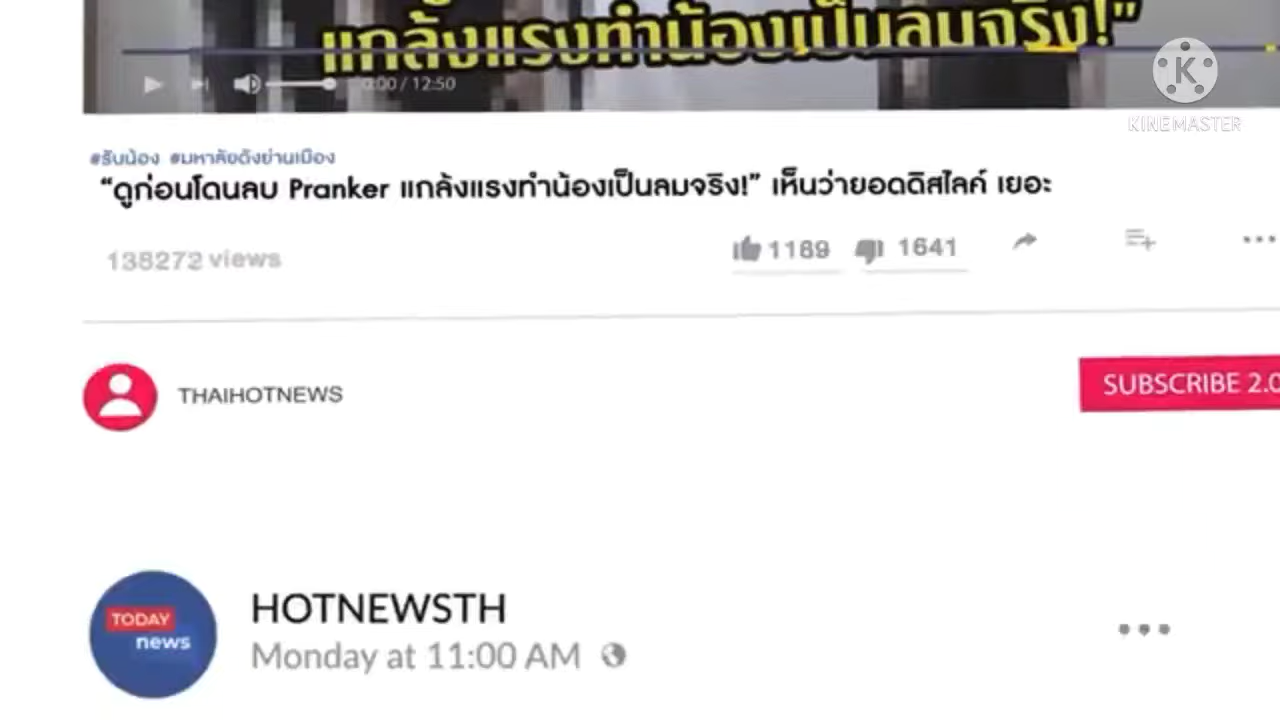 แกล้งแรงทำน้องเป็นลมจริง!"
KINEMASTER
0:00 / 12:50
#รับน้อง #มหาลัยดังย่านเมือง
“ดูก่อนโดนลบ Pranker แกล้งแรงทำน้องเป็นลมจริง!” เห็นว่ายอดดิสไลค์ เยอะ
138272 views
1189 1641
THAIHOTNEWS
SUBSCRIBE 2.0
TODAY
news
HOTNEWSTH
Monday at 11:00 AM